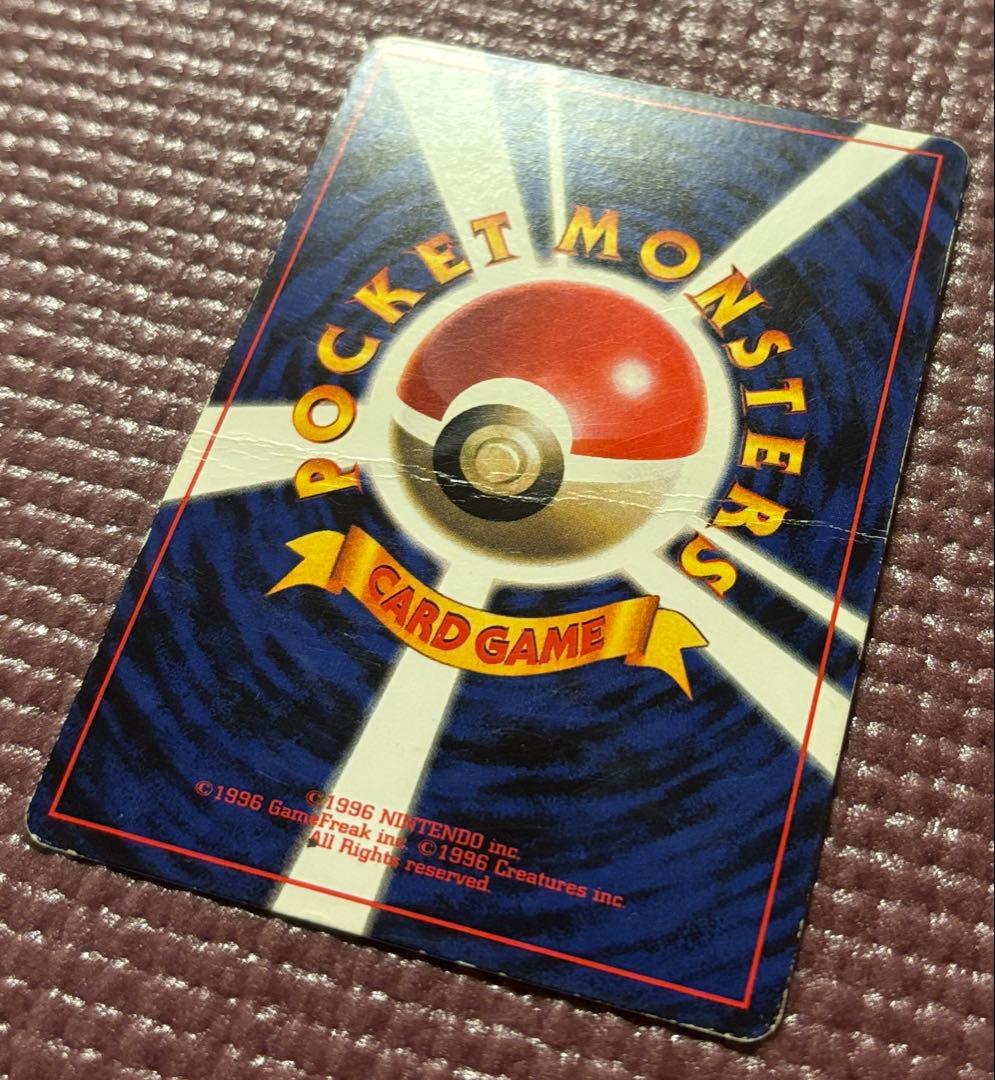 POCKET MONSTERS
CARD GAME
©1996 NINTENDO inc.
©1996 GameFreak inc. ©1996 Creatures inc.
All Rights reserved.